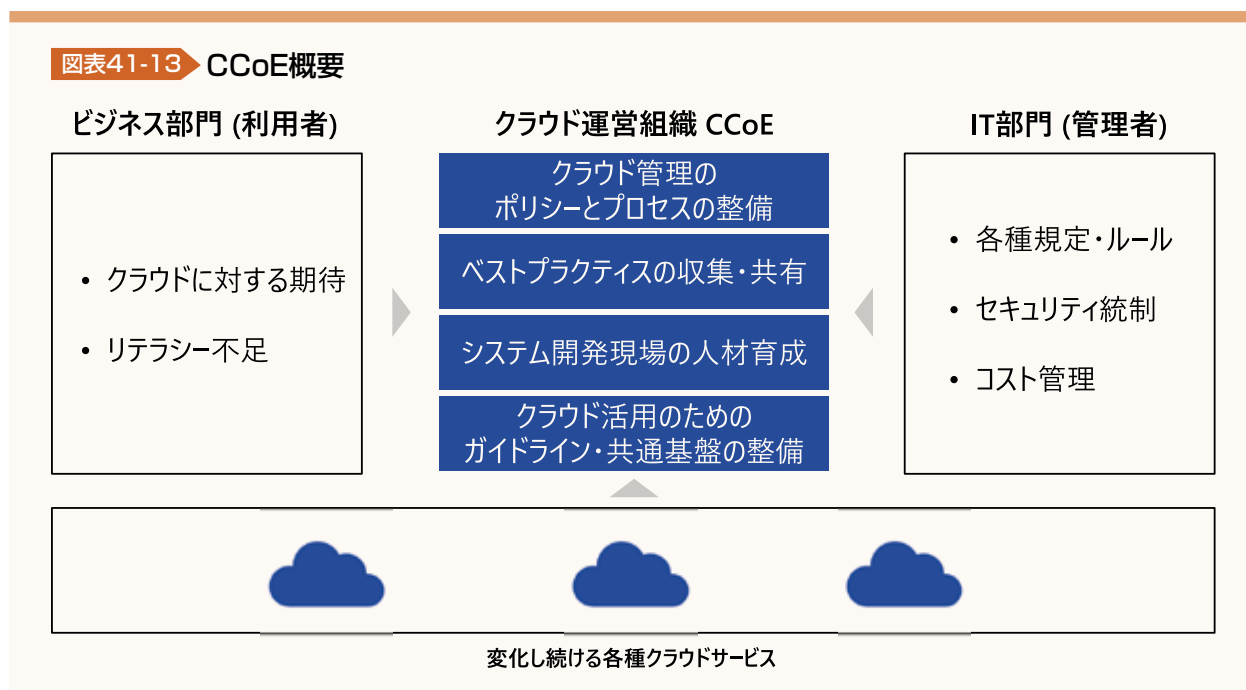 図表41-13 CCoE概要
ビジネス部門 (利用者)
• クラウドに対する期待
• リテラシー不足
クラウド運営組織 CCoE
クラウド管理の
ポリシーとプロセスの整備
ベストプラクティスの収集・共有
システム開発現場の人材育成
クラウド活用のための
ガイドライン・共通基盤の整備
IT部門 (管理者)
• 各種規定・ルール
• セキュリティ統制
• コスト管理
変化し続ける各種クラウドサービス